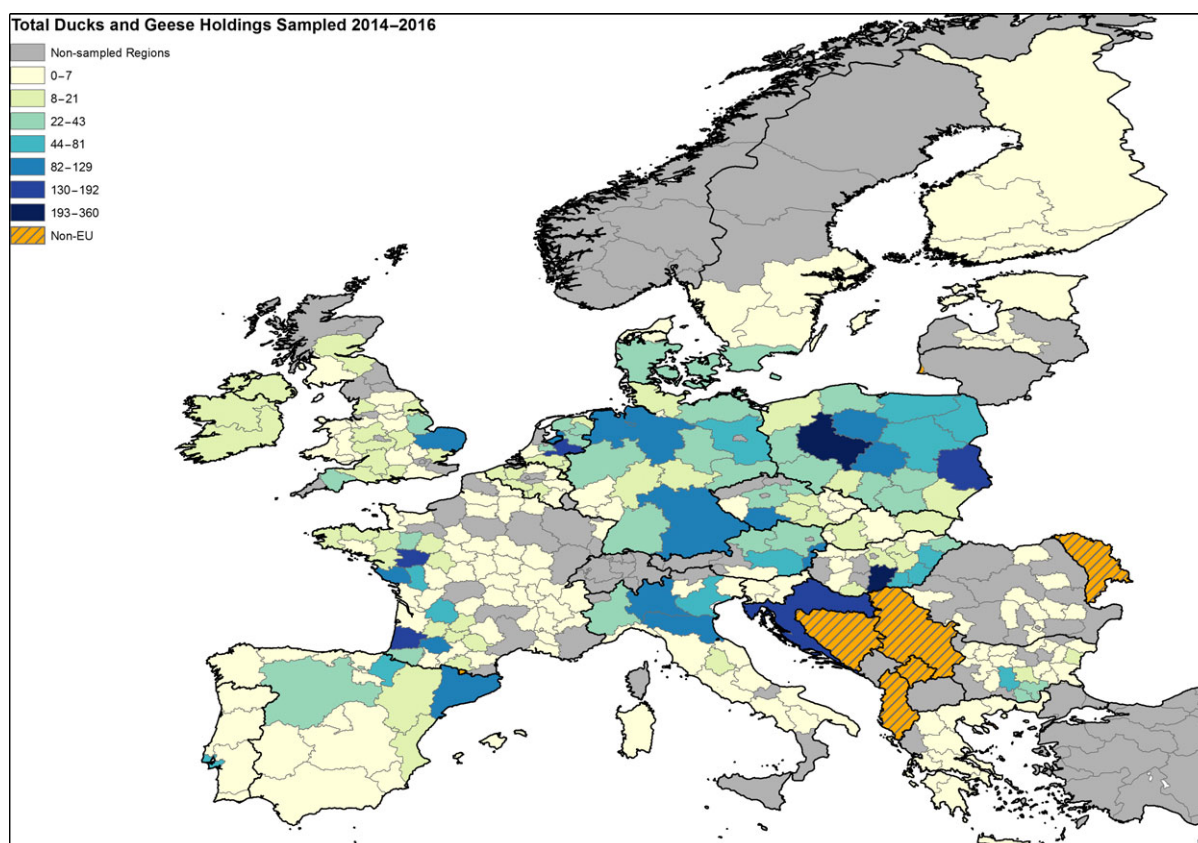 Total Ducks and Geese Holdings Sampled 2014–2016
Non-sampled Regions
0–7
8–21
22–43
44–81
82–129
130–192
193–360
Non-EU